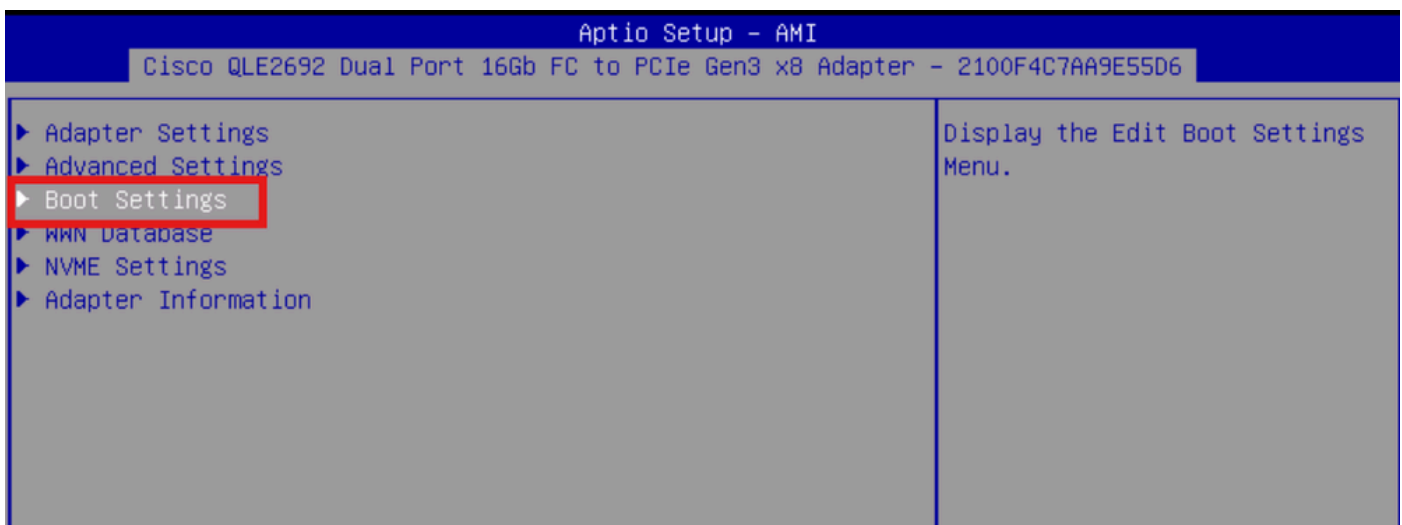 Aptio Setup – AMI
Cisco QLE2692 Dual Port 16Gb FC to PCIe Gen3 x8 Adapter – 2100F4C7AA9E55D6
Adapter Settings
Advanced Settings
Boot Settings
WWN Database
NVME Settings
Adapter Information
Display the Edit Boot Settings
Menu.